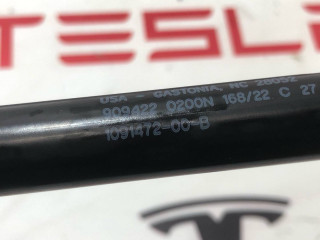 TESLA
USA - GASTONIA, NC 28052
909422 0200N 168/22 C 27
1091472-00-B